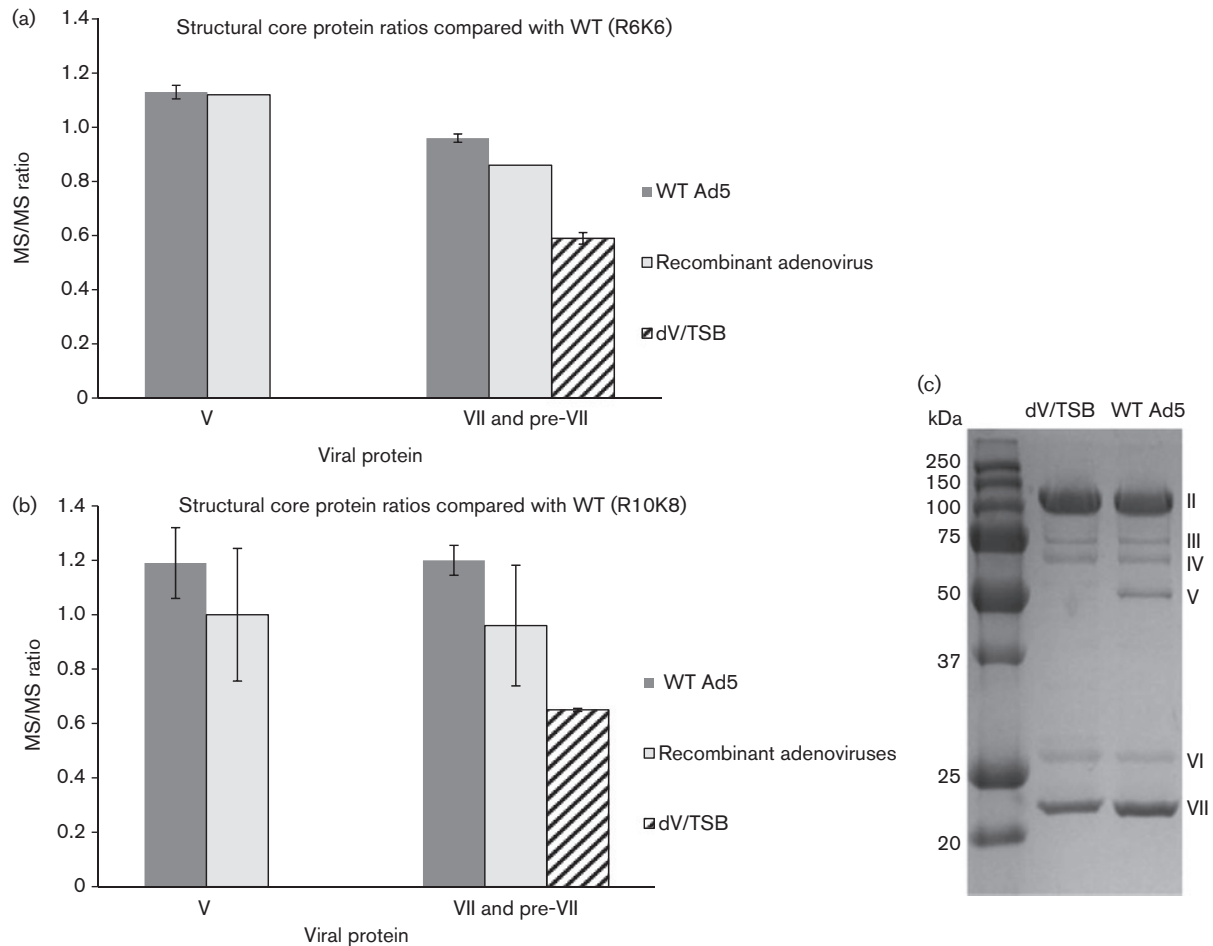 (a)
Structural core protein ratios compared with WT (R6K6)
MS/MS ratio
1.4
1.2
1.0
0.8
0.6
0.4
0.2
0
V
VII and pre-VII
Viral protein
WT Ad5
Recombinant adenovirus
dV/TSB
(b)
Structural core protein ratios compared with WT (R10K8)
MS/MS ratio
1.4
1.2
1.0
0.8
0.6
0.4
0.2
0
V
VII and pre-VII
Viral protein
WT Ad5
Recombinant adenoviruses
dV/TSB
(c)
kDa
dV/TSB WT Ad5
250
150
100
75
50
37
25
20
II
III
IV
V
VI
VII